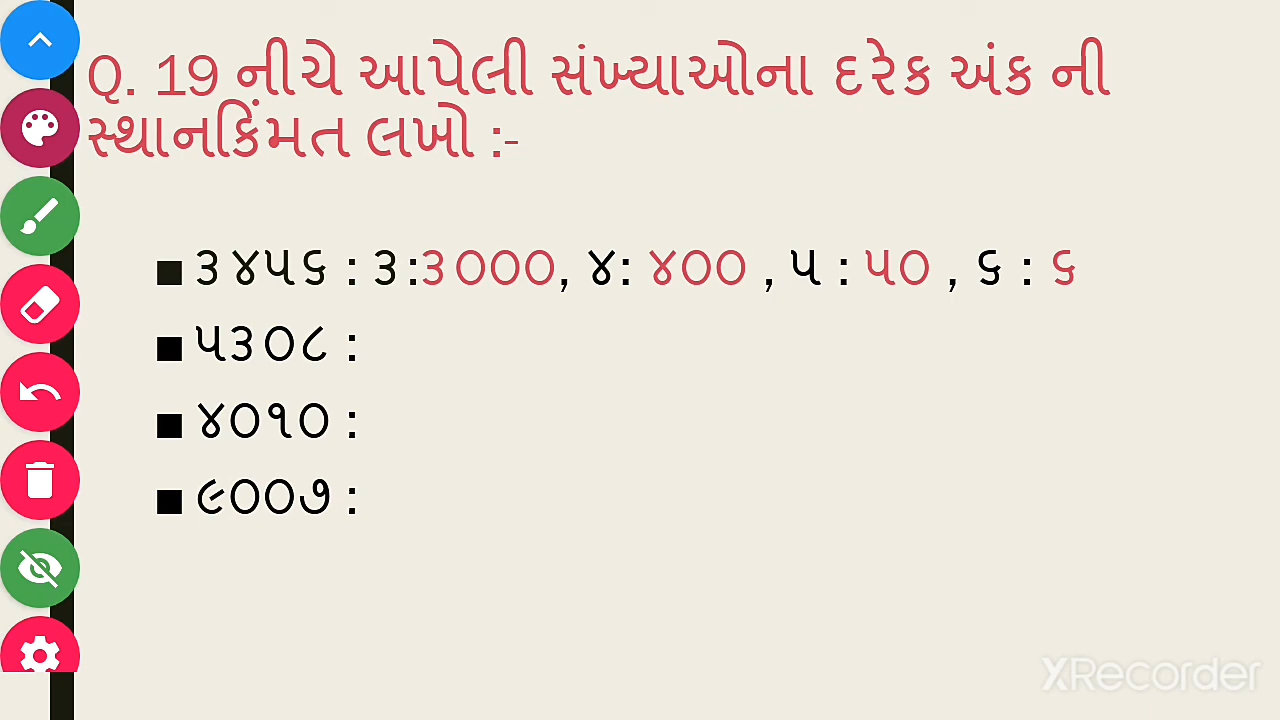 Q. 19 નીચે આપેલી સંખ્યાઓના દરેક અંક ની
સ્થાનકિંમત લખો :-
■ ૩૪૫૬ : ૩ :૩૦૦૦, ૪: ૪૦૦ , ૫ : ૫૦ , ૬ : ૬
■ ૫૩૦૮ :
■ ૪૦૧૦ :
■ ૯૦૦૭ :
XRecorder